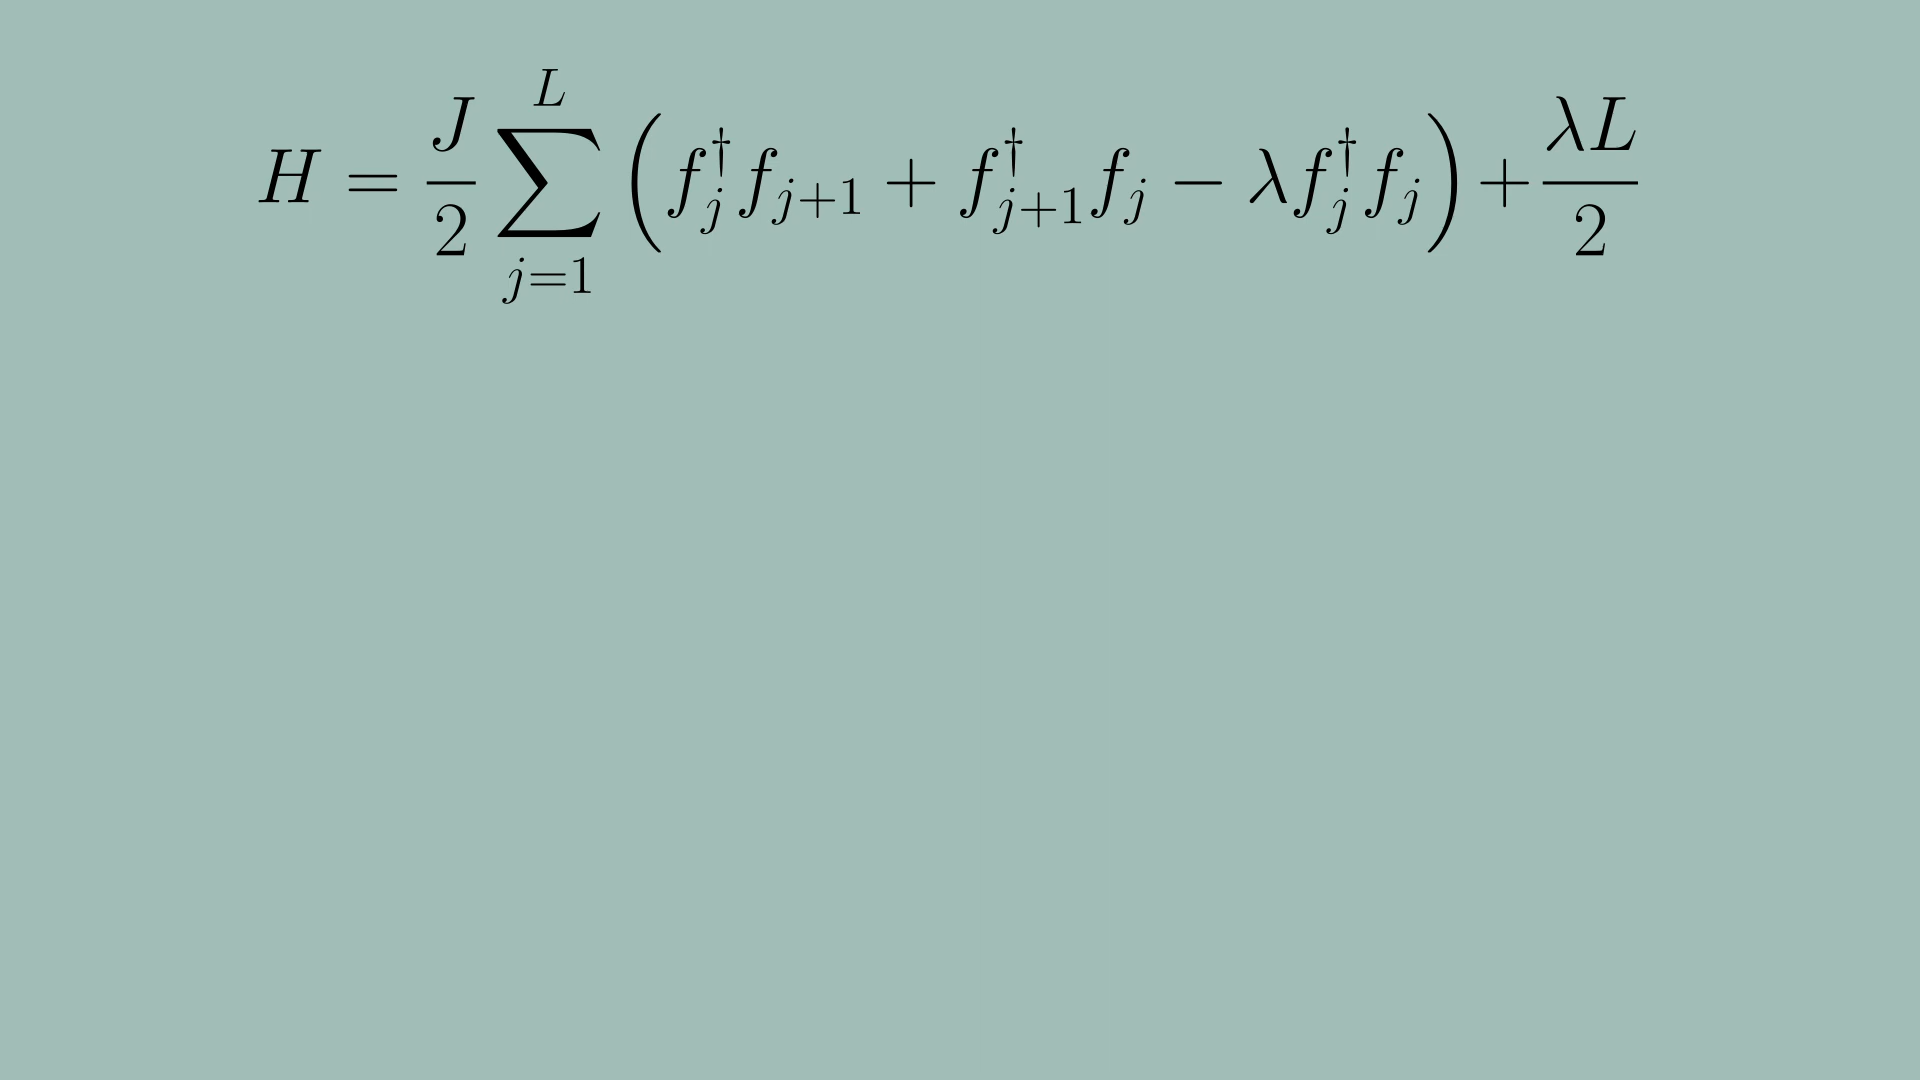 $H = \frac{J}{2} \sum_{j=1}^{L} \left( f_j^\dagger f_{j+1} + f_{j+1}^\dagger f_j - \lambda f_j^\dagger f_j \right) + \frac{\lambda L}{2}$